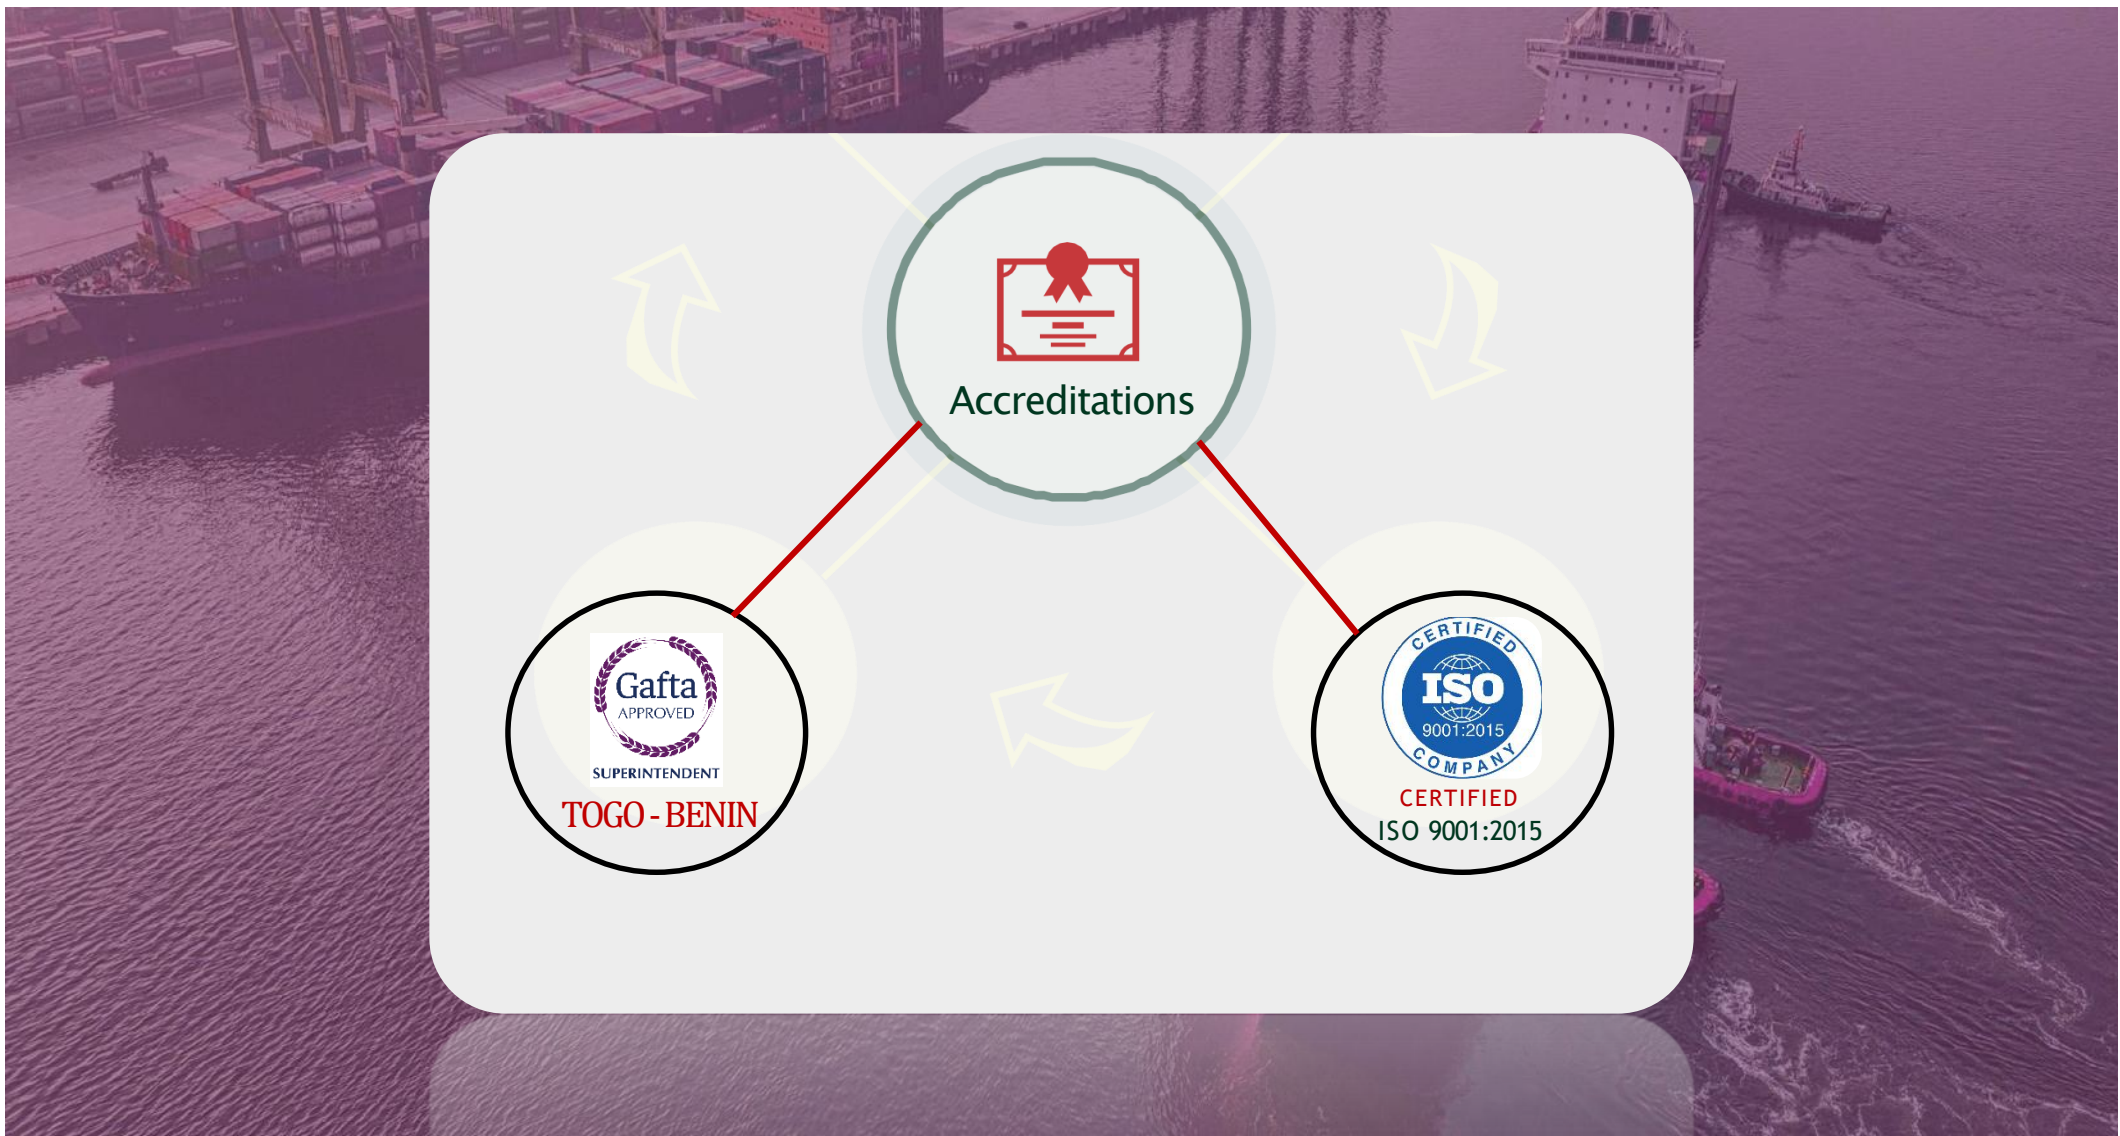 Accreditations
Gafta
APPROVED
SUPERINTENDENT
TOGO - BENIN
CERTIFIED
ISO
9001:2015
COMPANY
CERTIFIED
ISO 9001:2015